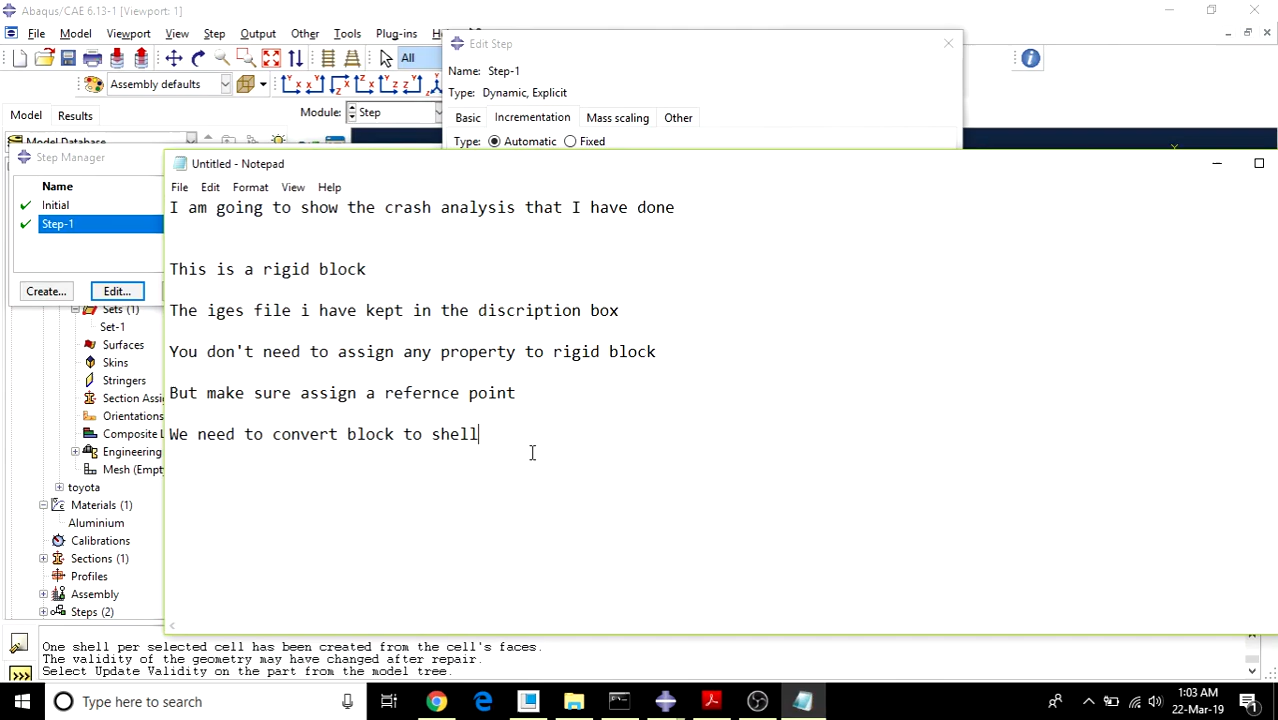 Abaqus/CAE 6.13-1 [Viewport: 1]
File Model Viewport View Step Output Other Tools Plug-ins
All
Assembly defaults
Model Results Module: Step
Model Database
Edit Step
Name: Step-1
Type: Dynamic, Explicit
Basic Incrementation Mass scaling Other
Type: Automatic Fixed
Step Manager
Name
Initial
Step-1
Create... Edit...
Sets (1)
Set-1
Surfaces
Skins
Stringers
Section Assig
Orientations
Composite L
Engineering
Mesh (Empt
toyota
Materials (1)
Aluminium
Calibrations
Sections (1)
Profiles
Assembly
Steps (2)
Untitled - Notepad
File Edit Format View Help
I am going to show the crash analysis that I have done
This is a rigid block
The iges file i have kept in the discription box
You don't need to assign any property to rigid block
But make sure assign a refernce point
We need to convert block to shell
One shell per selected cell has been created from the cell's faces.
The validity of the geometry may have changed after repair.
Select Update Validity on the part from the model tree.
Type here to search
1:03 AM
22-Mar-19